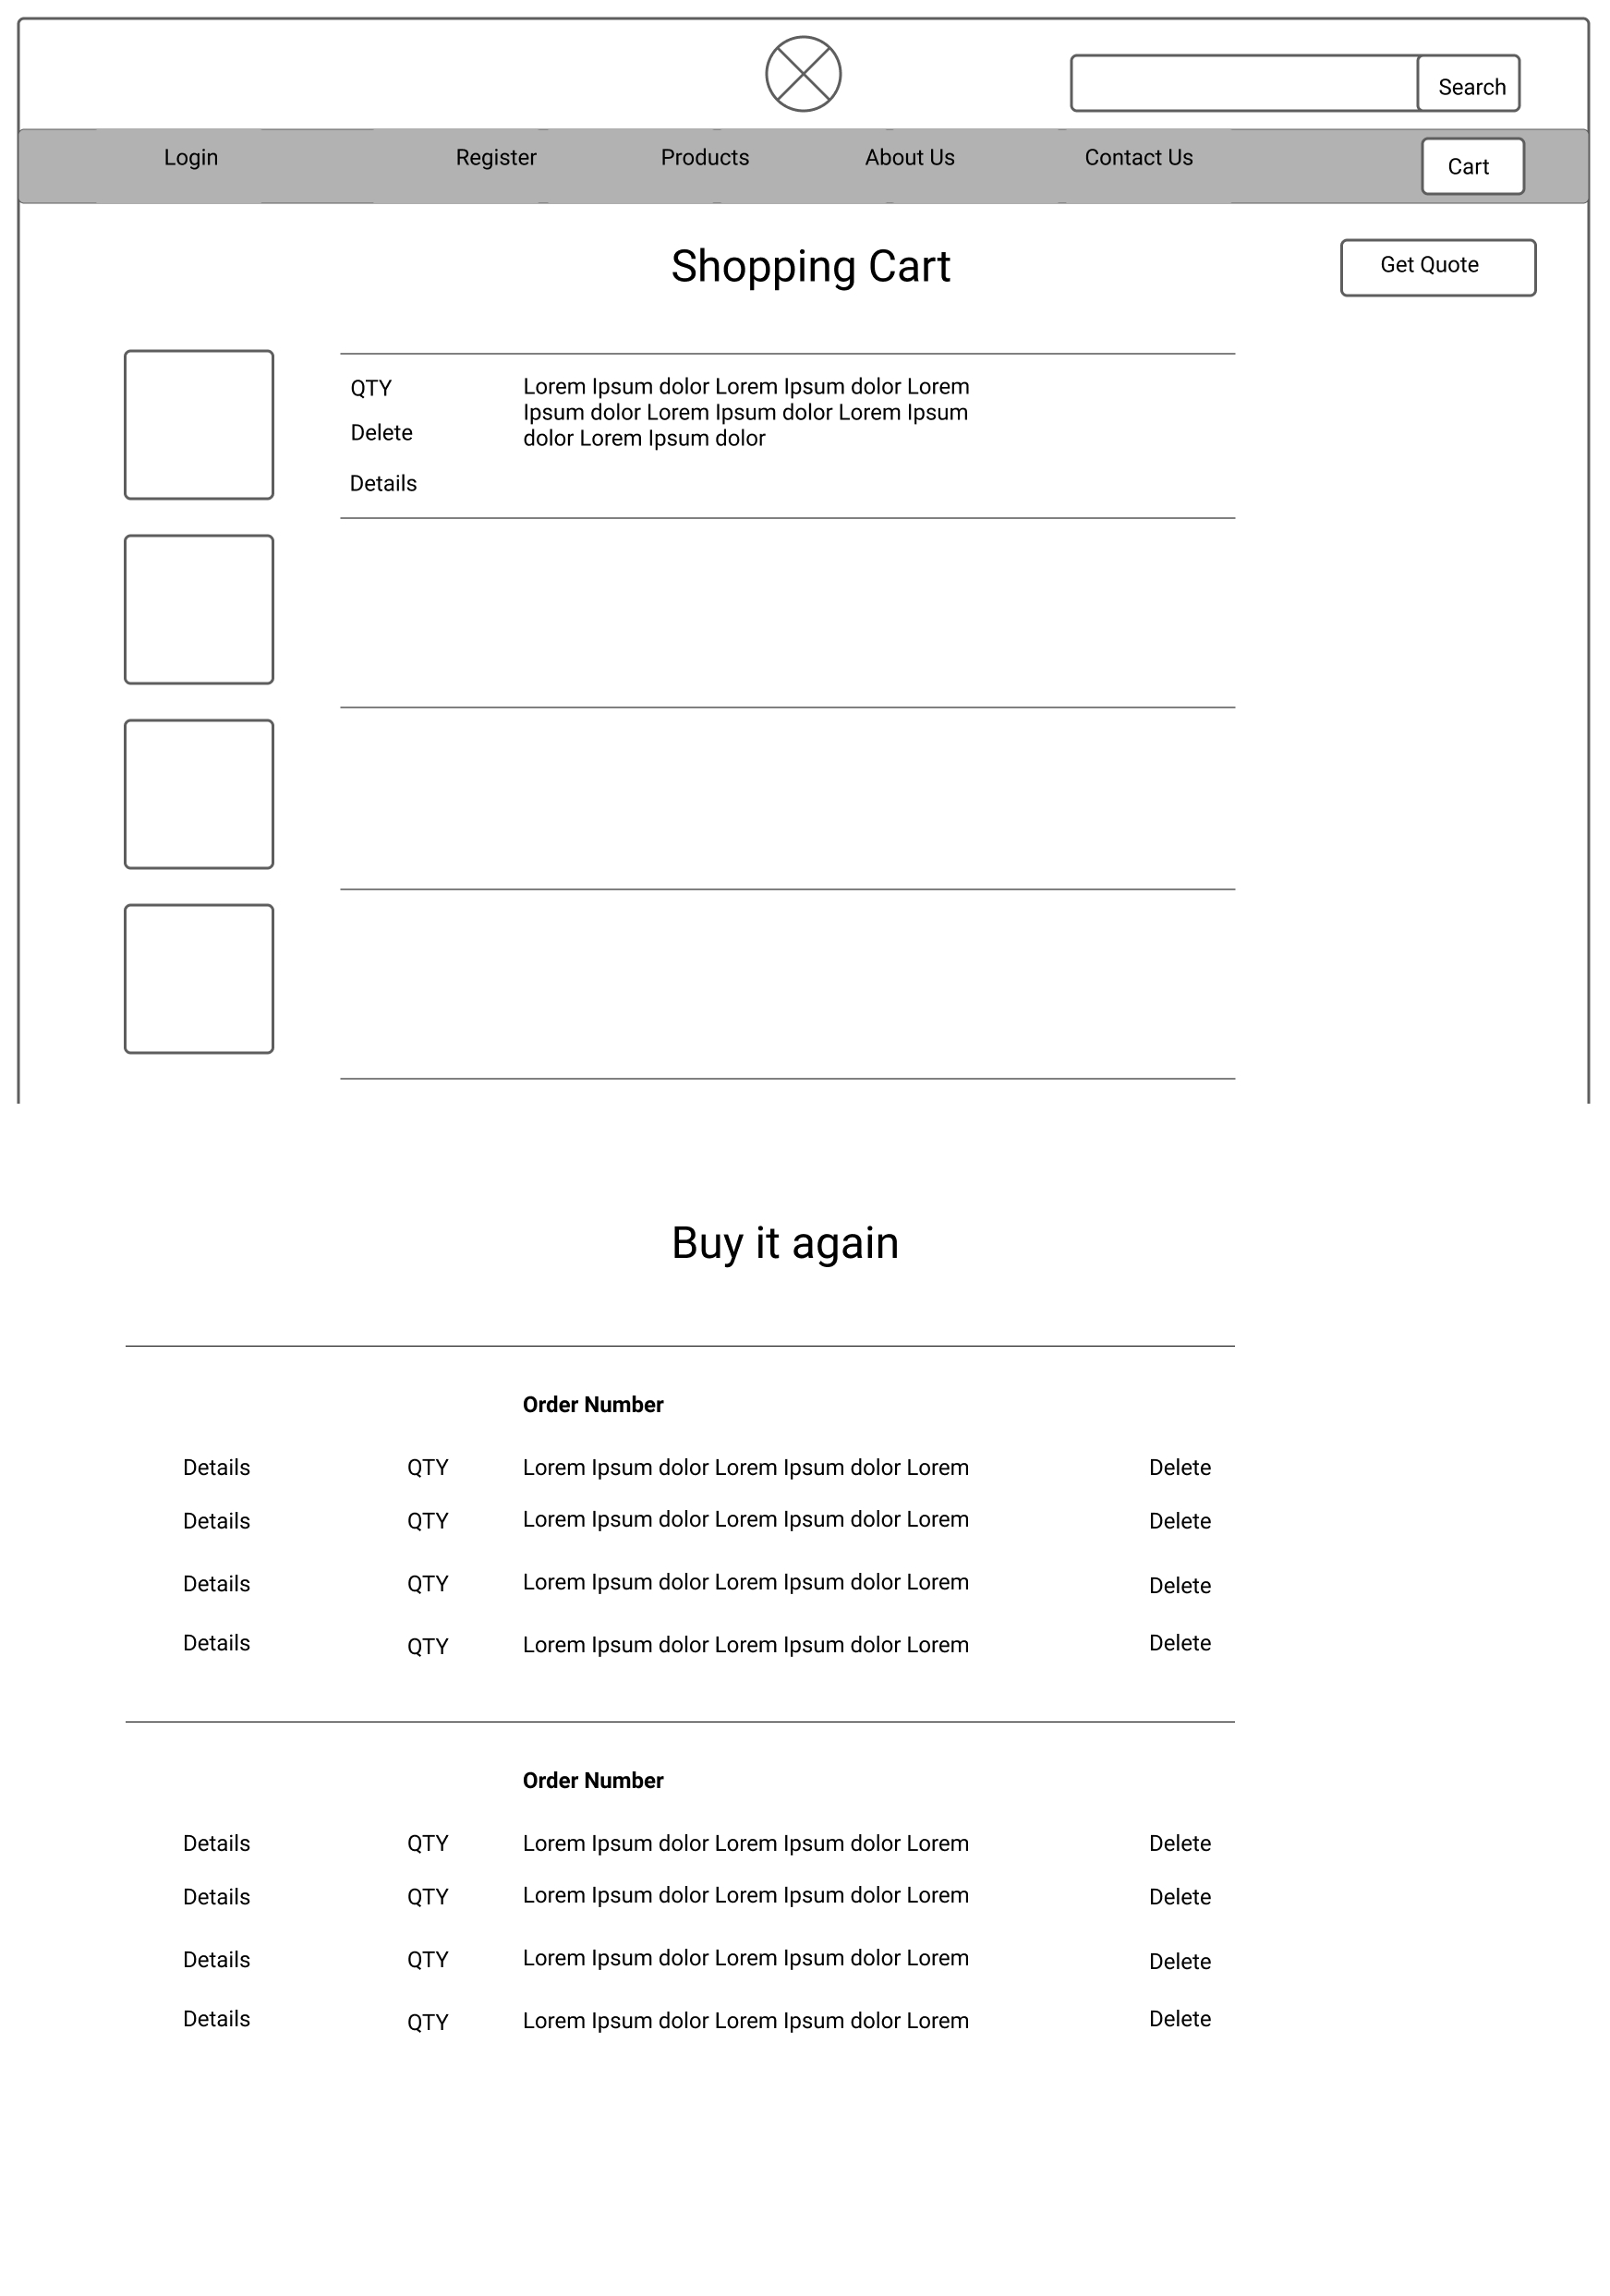 Search
Login Register Products About Us Contact Us Cart
Shopping Cart
Get Quote
QTY
Lorem Ipsum dolor Lorem Ipsum dolor Lorem
Ipsum dolor Lorem Ipsum dolor Lorem Ipsum
dolor Lorem Ipsum dolor
Delete
Details
Buy it again
Order Number
Details QTY Lorem Ipsum dolor Lorem Ipsum dolor Lorem Delete
Details QTY Lorem Ipsum dolor Lorem Ipsum dolor Lorem Delete
Details QTY Lorem Ipsum dolor Lorem Ipsum dolor Lorem Delete
Details QTY Lorem Ipsum dolor Lorem Ipsum dolor Lorem Delete
Order Number
Details QTY Lorem Ipsum dolor Lorem Ipsum dolor Lorem Delete
Details QTY Lorem Ipsum dolor Lorem Ipsum dolor Lorem Delete
Details QTY Lorem Ipsum dolor Lorem Ipsum dolor Lorem Delete
Details QTY Lorem Ipsum dolor Lorem Ipsum dolor Lorem Delete